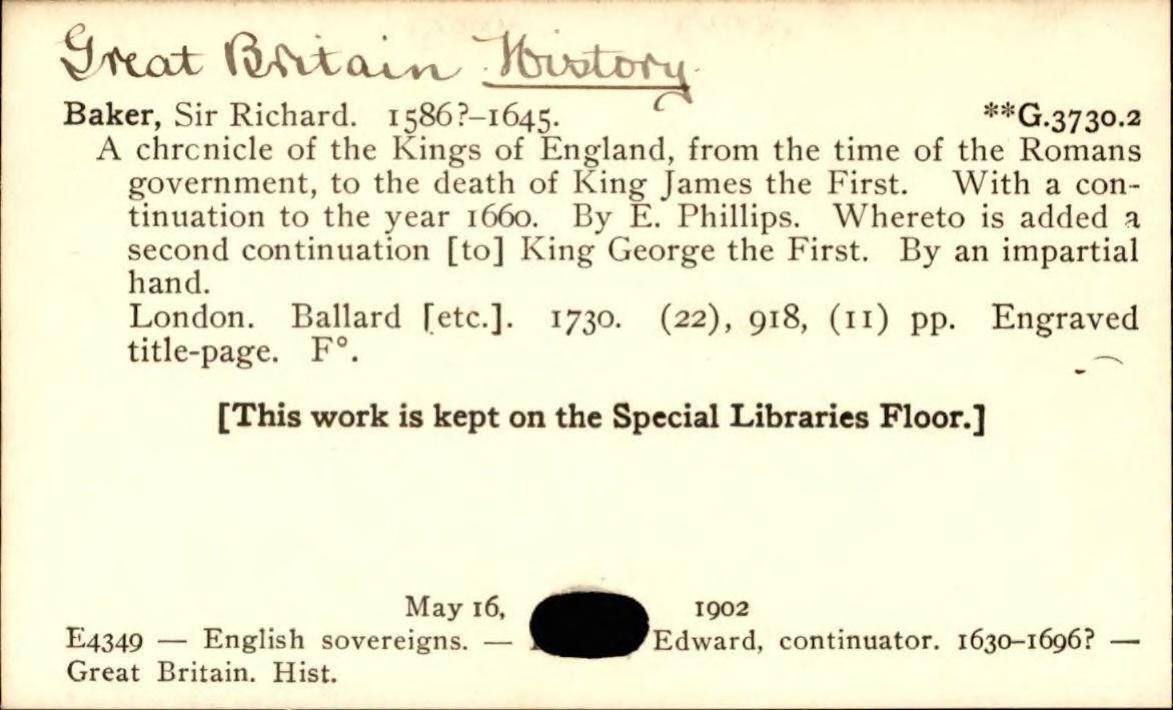 Great Britain History
Baker, Sir Richard. 1586?–1645. **G.3730.2
A chrcnicle of the Kings of England, from the time of the Romans
government, to the death of King James the First. With a con-
tinuation to the year 1660. By E. Phillips. Whereto is added a
second continuation [to] King George the First. By an impartial
hand.
London. Ballard [etc.]. 1730. (22), 918, (11) pp. Engraved
title-page. F°.
[This work is kept on the Special Libraries Floor.]
May 16, 1902
E4349 — English sovereigns. — Edward, continuator. 1630–1696? —
Great Britain. Hist.